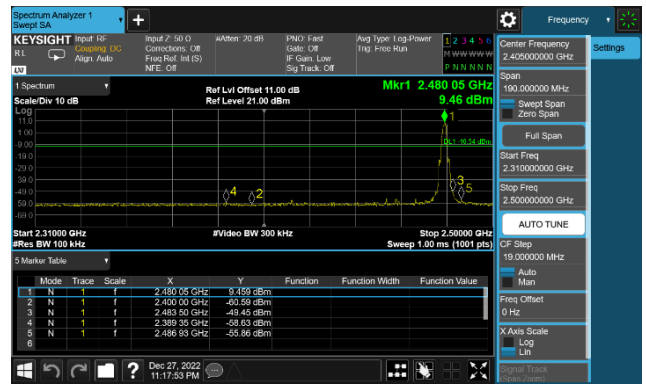 Spectrum Analyzer 1
Swept SA
Frequency
KEYSIGHT Input: RF
Coupling: DC
Align: Auto
RL
LXI
Input Z: 50 Ω
Corrections: Off
Freq Ref: Int (S)
NFE: Off
#Atten: 20 dB
PNO: Fast
Gate: Off
IF Gain: Low
Sig Track: Off
Avg Type: Log-Power
Trig: Free Run
1 2 3 4 5 6
M W W W W W
P N N N N N
1 Spectrum
Scale/Div 10 dB
Ref Lvl Offset 11.00 dB
Ref Level 21.00 dBm
Mkr1 2.480 05 GHz
9.46 dBm
Log
11.0
1.00
-9.00
-19.0
-29.0
-39.0
-49.0
-59.0
-69.0
1
DL1 -10.54 dBm
4
2
3
5
Start 2.31000 GHz
#Res BW 100 kHz
#Video BW 300 kHz
Stop 2.50000 GHz
Sweep 1.00 ms (1001 pts)
5 Marker Table
Mode Trace Scale X Y Function Function Width Function Value
1 N 1 f 2.480 05 GHz 9.459 dBm
2 N 1 f 2.400 00 GHz -60.59 dBm
3 N 1 f 2.483 50 GHz -49.45 dBm
4 N 1 f 2.389 35 GHz -58.63 dBm
5 N 1 f 2.486 93 GHz -55.86 dBm
6
Dec 27, 2022
11:17:53 PM
?
Center Frequency
2.405000000 GHz
Settings
Span
190.000000 MHz
Swept Span
Zero Span
Full Span
Start Freq
2.310000000 GHz
Stop Freq
2.500000000 GHz
AUTO TUNE
CF Step
19.000000 MHz
Auto
Man
Freq Offset
0 Hz
X Axis Scale
Log
Lin
Signal Track
(Span Zoom)